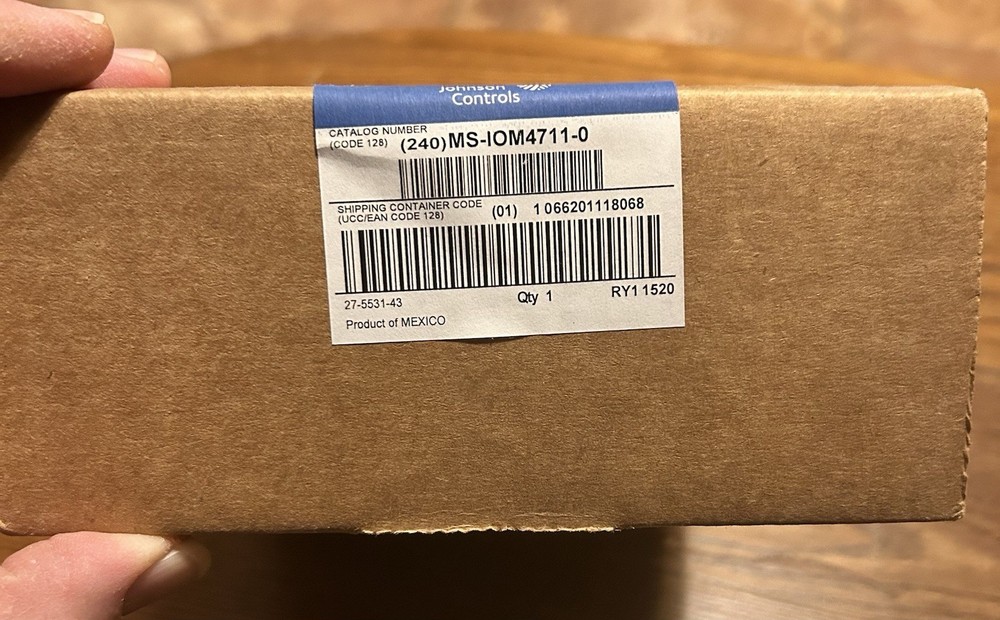 Johnson
Controls
CATALOG NUMBER
(CODE 128) (240)MS-IOM4711-0
SHIPPING CONTAINER CODE
(UCC/EAN CODE 128) (01) 1 066201118068
27-5531-43 Qty 1 RY1 1520
Product of MEXICO